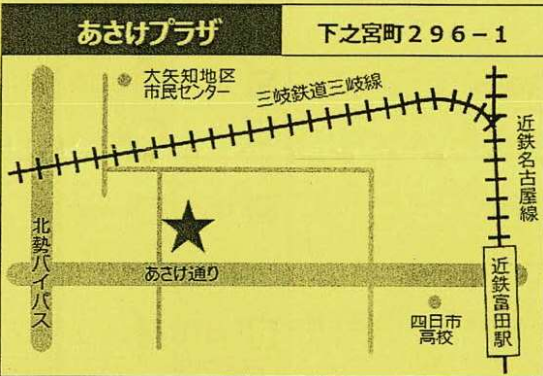 あさけプラザ
下之宮町296-1
大矢知地区
市民センター
三岐鉄道三岐線
近鉄名古屋線
北勢バイパス
あさけ通り
四日市
高校
近鉄富田駅